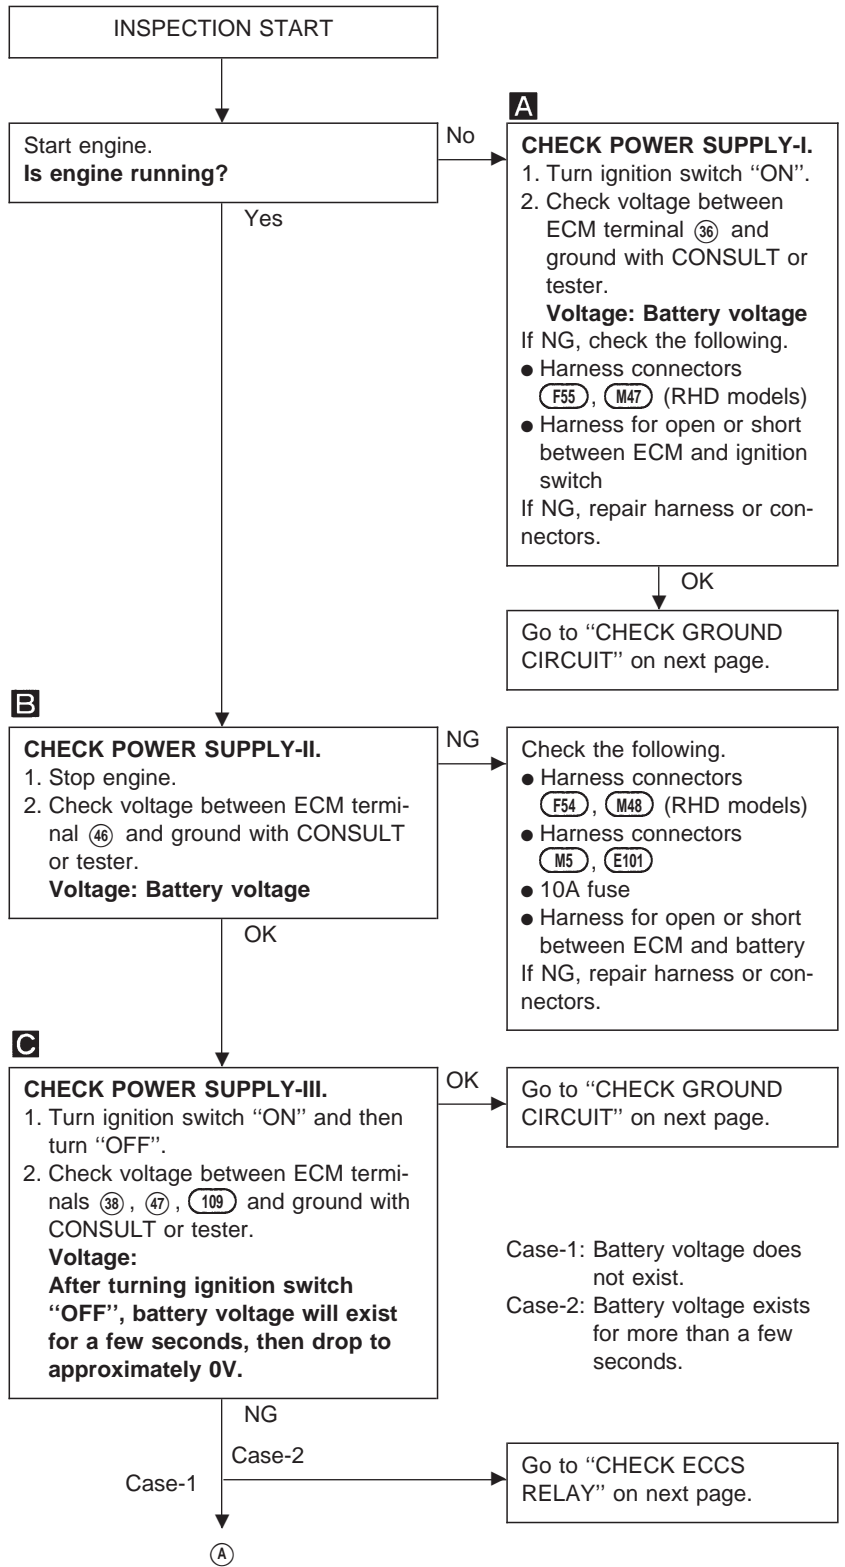 INSPECTION START
Start engine.
Is engine running?
No
Yes
A
CHECK POWER SUPPLY-I.
1. Turn ignition switch ‘‘ON’’.
2. Check voltage between
ECM terminal 36 and
ground with CONSULT or
tester.
Voltage: Battery voltage
If NG, check the following.
● Harness connectors
F55, M47 (RHD models)
● Harness for open or short
between ECM and ignition
switch
If NG, repair harness or con-
nectors.
OK
Go to ‘‘CHECK GROUND
CIRCUIT’’ on next page.
B
CHECK POWER SUPPLY-II.
1. Stop engine.
2. Check voltage between ECM termi-
nal 46 and ground with CONSULT
or tester.
Voltage: Battery voltage
NG
OK
Check the following.
● Harness connectors
F54, M48 (RHD models)
● Harness connectors
M5, E101
● 10A fuse
● Harness for open or short
between ECM and battery
If NG, repair harness or con-
nectors.
C
CHECK POWER SUPPLY-III.
1. Turn ignition switch ‘‘ON’’ and then
turn ‘‘OFF’’.
2. Check voltage between ECM termi-
nals 38, 47, 109 and ground with
CONSULT or tester.
Voltage:
After turning ignition switch
‘‘OFF’’, battery voltage will exist
for a few seconds, then drop to
approximately 0V.
OK
Go to ‘‘CHECK GROUND
CIRCUIT’’ on next page.
Case-1: Battery voltage does
not exist.
Case-2: Battery voltage exists
for more than a few
seconds.
NG
Case-2
Case-1
Go to ‘‘CHECK ECCS
RELAY’’ on next page.
A